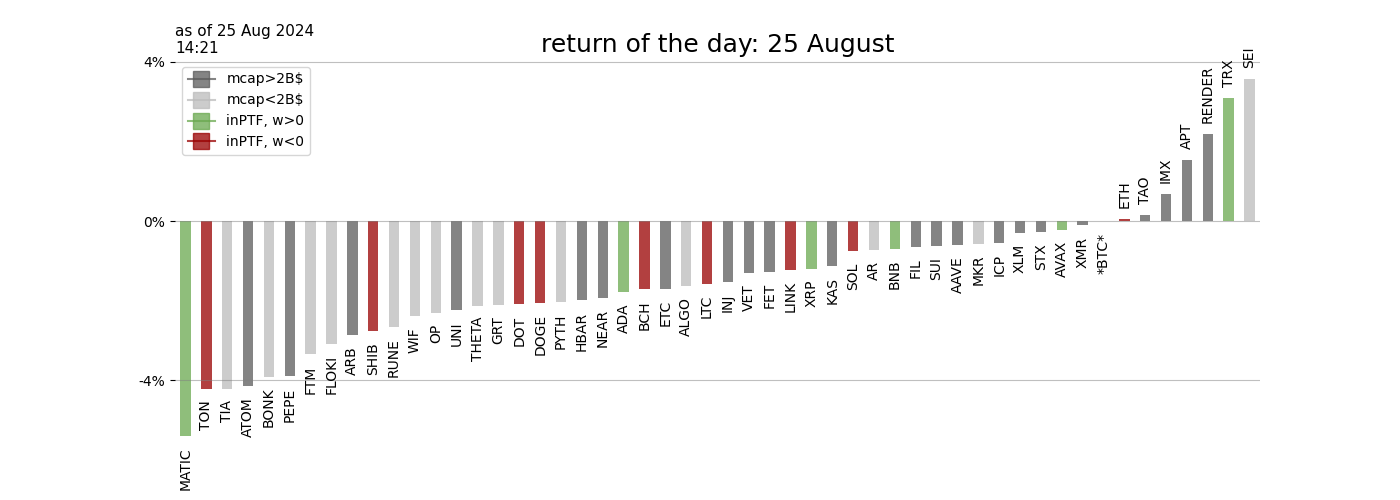 as of 25 Aug 2024
14:21
return of the day: 25 August
4%
0%
-4%
mcap>2B$
mcap<2B$
inPTF, w>0
inPTF, w<0
MATIC
TON
TIA
ATOM
BONK
PEPE
FTM
FLOKI
ARB
SHIB
RUNE
WIF
OP
UNI
THETA
GRT
DOT
DOGE
PYTH
HBAR
NEAR
ADA
BCH
ETC
ALGO
LTC
INJ
VET
FET
LINK
XRP
KAS
SOL
AR
BNB
FIL
SUI
AAVE
MKR
ICP
XLM
STX
AVAX
XMR
*BTC*
ETH
TAO
IMX
APT
RENDER
TRX
SEI